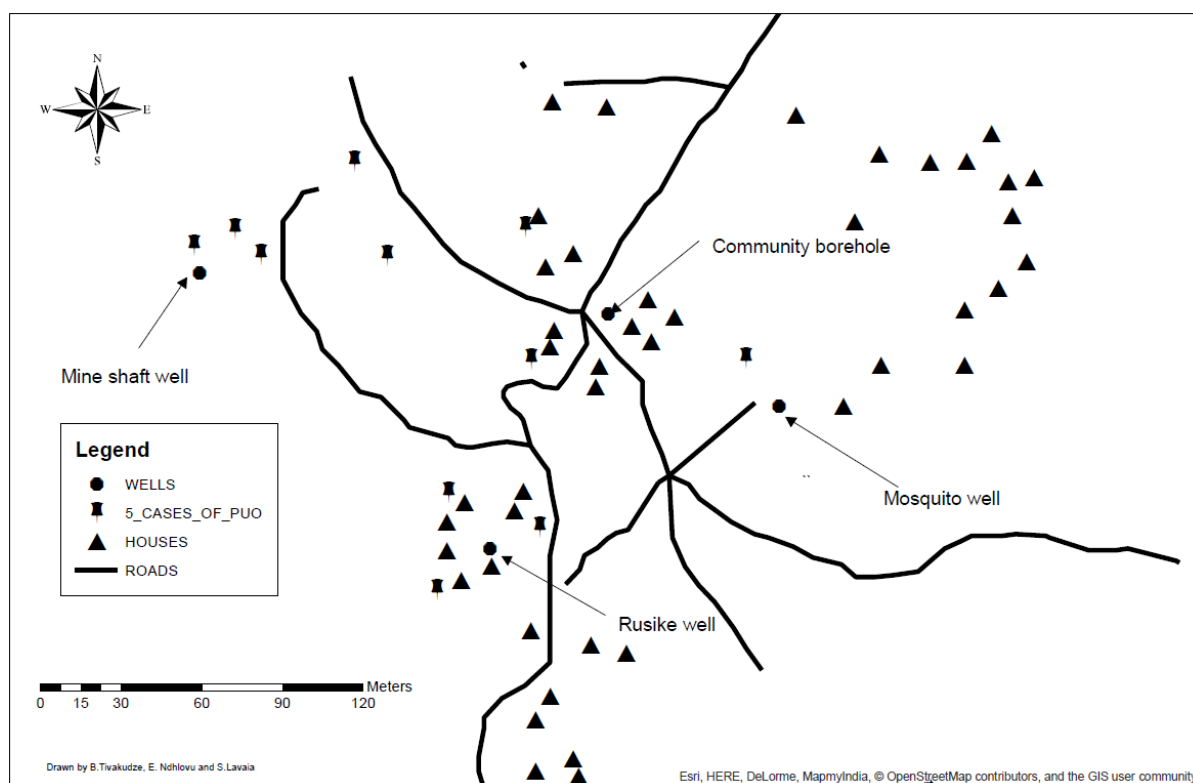 N
W E
S
Community borehole
Mine shaft well
Legend
WELLS
5_CASES_OF_PUO
HOUSES
ROADS
Mosquito well
Rusike well
Meters
0 15 30 60 90 120
Drawn by B.Tivakudze, E. Ndhlovu and S.Lavaia
Esri, HERE, DeLorme, MapmyIndia, © OpenStreetMap contributors, and the GIS user community